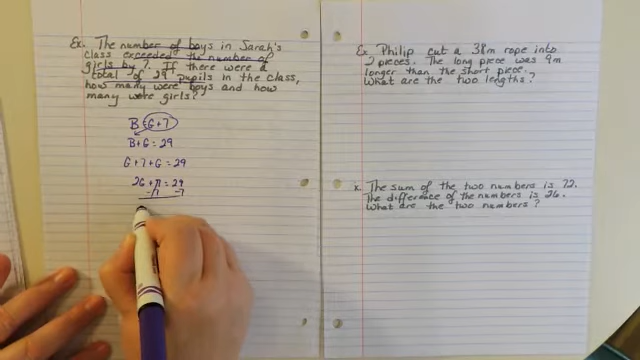 Ex. The number of boys in Sarah's
class exceeded the number of
girls by 7. If there were a
total of 29 pupils in the class,
how many were boys and how
many were girls?
B = G + 7
B + G = 29
G + 7 + G = 29
2G + 7 = 29
-7 -7
Ex Philip cut a 38m rope into
2 pieces. The long piece was 9m
longer than the short piece.
What are the two lengths?
x. The sum of the two numbers is 72.
The difference of the numbers is 26.
What are the two numbers?